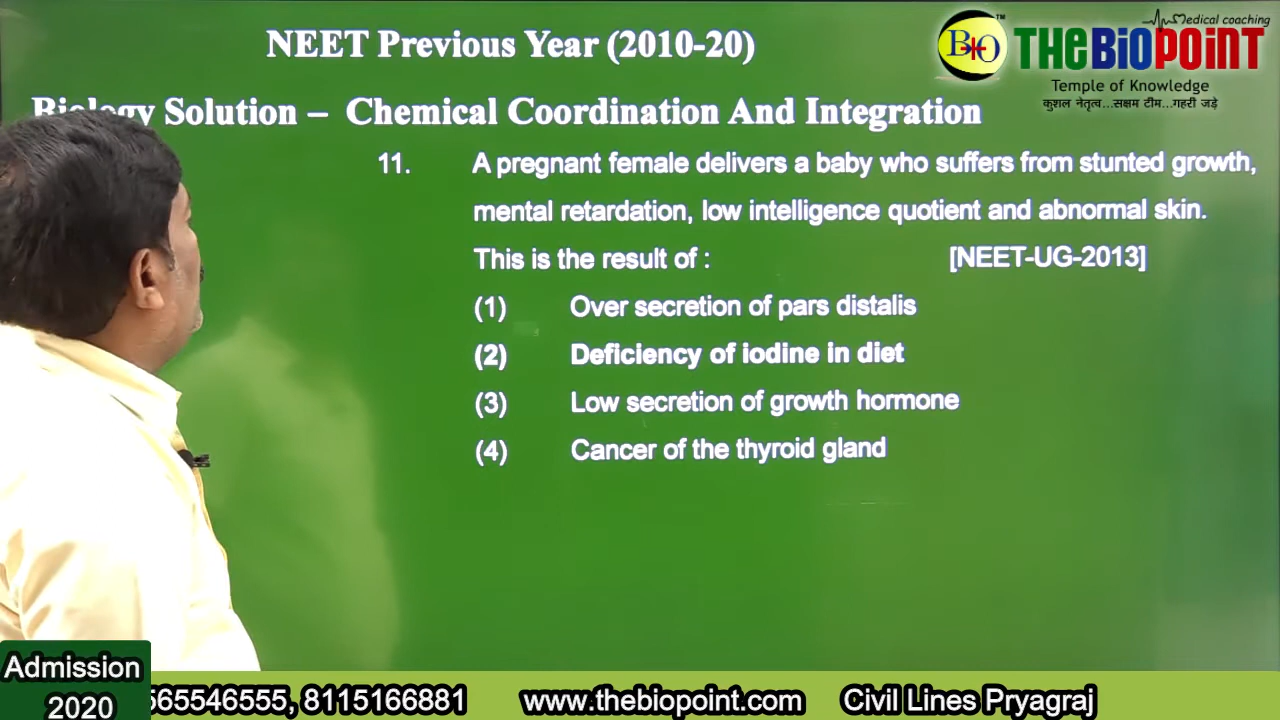 NEET Previous Year (2010-20)
Biology Solution – Chemical Coordination And Integration
11. A pregnant female delivers a baby who suffers from stunted growth,
mental retardation, low intelligence quotient and abnormal skin.
This is the result of : [NEET-UG-2013]
(1) Over secretion of pars distalis
(2) Deficiency of iodine in diet
(3) Low secretion of growth hormone
(4) Cancer of the thyroid gland
Medical coaching
BIO THEBIOPOINT TM
Temple of Knowledge
कुशल नेतृत्व...सक्षम टीम...गहरी जड़े
Admission
2020
565546555, 8115166881 www.thebiopoint.com Civil Lines Pryagraj